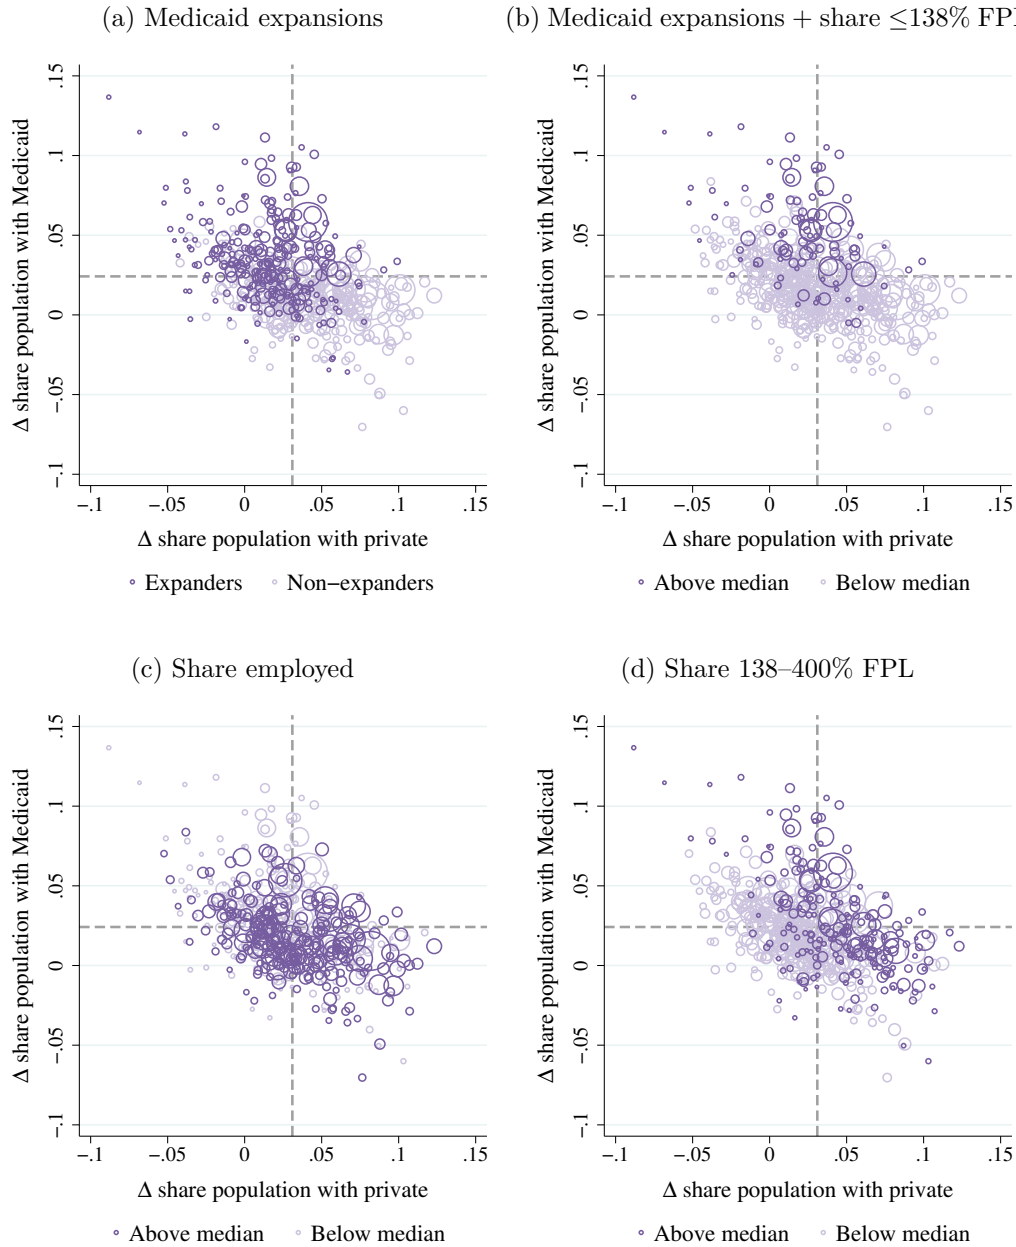 (a) Medicaid expansions
.15
.1
.05
0
−.05
−.1
Δ share population with Medicaid
−.1 −.05 0 .05 .1 .15
Δ share population with private
Expanders Non−expanders
(b) Medicaid expansions + share ≤138% FPL
.15
.1
.05
0
−.05
−.1
Δ share population with Medicaid
−.1 −.05 0 .05 .1 .15
Δ share population with private
Above median Below median
(c) Share employed
.15
.1
.05
0
−.05
−.1
Δ share population with Medicaid
−.1 −.05 0 .05 .1 .15
Δ share population with private
Above median Below median
(d) Share 138–400% FPL
.15
.1
.05
0
−.05
−.1
Δ share population with Medicaid
−.1 −.05 0 .05 .1 .15
Δ share population with private
Above median Below median